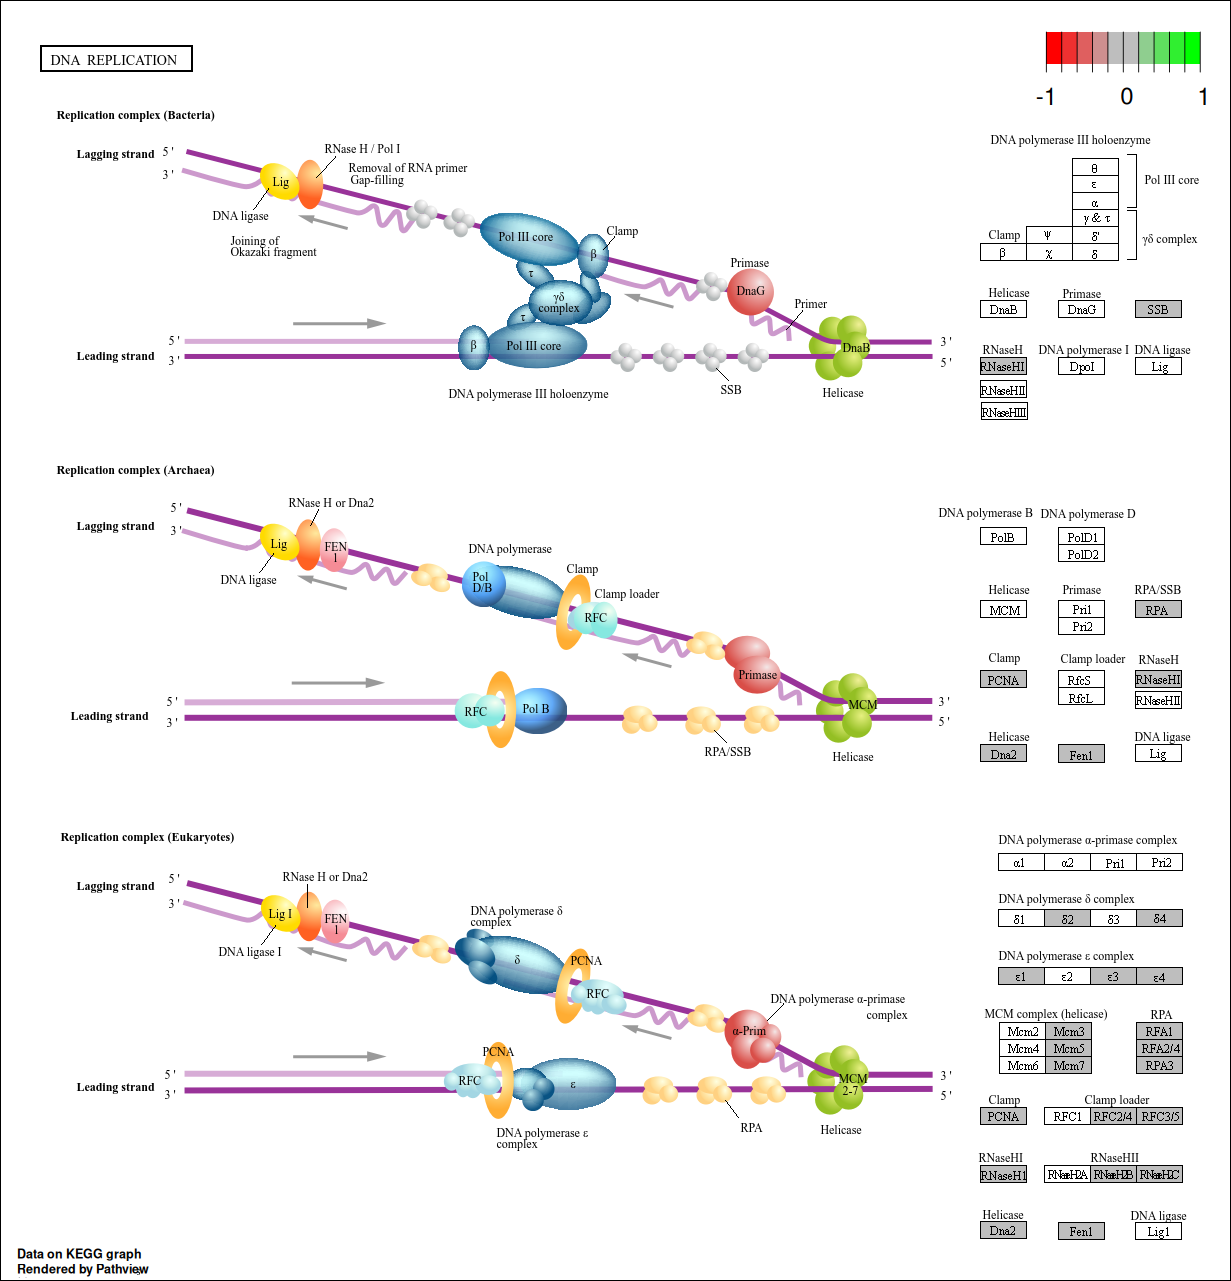 DNA REPLICATION
-1 0 1
Replication complex (Bacteria)
Lagging strand
5 '
3 '
Lig
RNase H / Pol I
Removal of RNA primer
Gap-filling
DNA ligase
Joining of
Okazaki fragment
Pol III core
Clamp
β
τ
γδ
complex
τ
Primase
DnaG
Primer
β
Pol III core
DnaB
5 '
Leading strand
3 '
3 '
5 '
DNA polymerase III holoenzyme
SSB
Helicase
DNA polymerase III holoenzyme
θ
ε
α
Pol III core
γ & τ
Clamp
ψ
δ'
β
χ
δ
γδ complex
Helicase
DnaB
Primase
DnaG
SSB
RNaseH
RNaseHI
RNaseHII
RNaseHIII
DNA polymerase I
DpoI
DNA ligase
Lig
Replication complex (Archaea)
Lagging strand
5 '
3 '
RNase H or Dna2
Lig
FEN
1
DNA ligase
DNA polymerase
Pol
D/B
Clamp
Clamp loader
RFC
Primase
MCM
5 '
Leading strand
3 '
RFC
Pol B
3 '
5 '
RPA/SSB
Helicase
DNA polymerase B
PolB
DNA polymerase D
PolD1
PolD2
Helicase
MCM
Primase
Pri1
Pri2
RPA/SSB
RPA
Clamp
PCNA
Clamp loader
RfcS
RfcL
RNaseH
RNaseHI
RNaseHII
Helicase
Dna2
Fen1
DNA ligase
Lig
Replication complex (Eukaryotes)
Lagging strand
5 '
3 '
RNase H or Dna2
Lig I
FEN
1
DNA ligase I
DNA polymerase δ
complex
δ
PCNA
RFC
DNA polymerase α-primase
complex
α-Prim
MCM
2-7
PCNA
RFC
ε
5 '
Leading strand
3 '
3 '
5 '
DNA polymerase ε
complex
RPA
Helicase
DNA polymerase α-primase complex
α1 α2 Pri1 Pri2
DNA polymerase δ complex
δ1 δ2 δ3 δ4
DNA polymerase ε complex
ε1 ε2 ε3 ε4
MCM complex (helicase)
Mcm2 Mcm3
Mcm4 Mcm5
Mcm6 Mcm7
RPA
RFA1
RFA2/4
RPA3
Clamp
PCNA
Clamp loader
RFC1 RFC2/4 RFC3/5
RNaseHI
RNaseH1
RNaseHII
RNaseH2A RNaseH2B RNaseH2C
Helicase
Dna2
Fen1
DNA ligase
Lig1
Data on KEGG graph
Rendered by Pathview